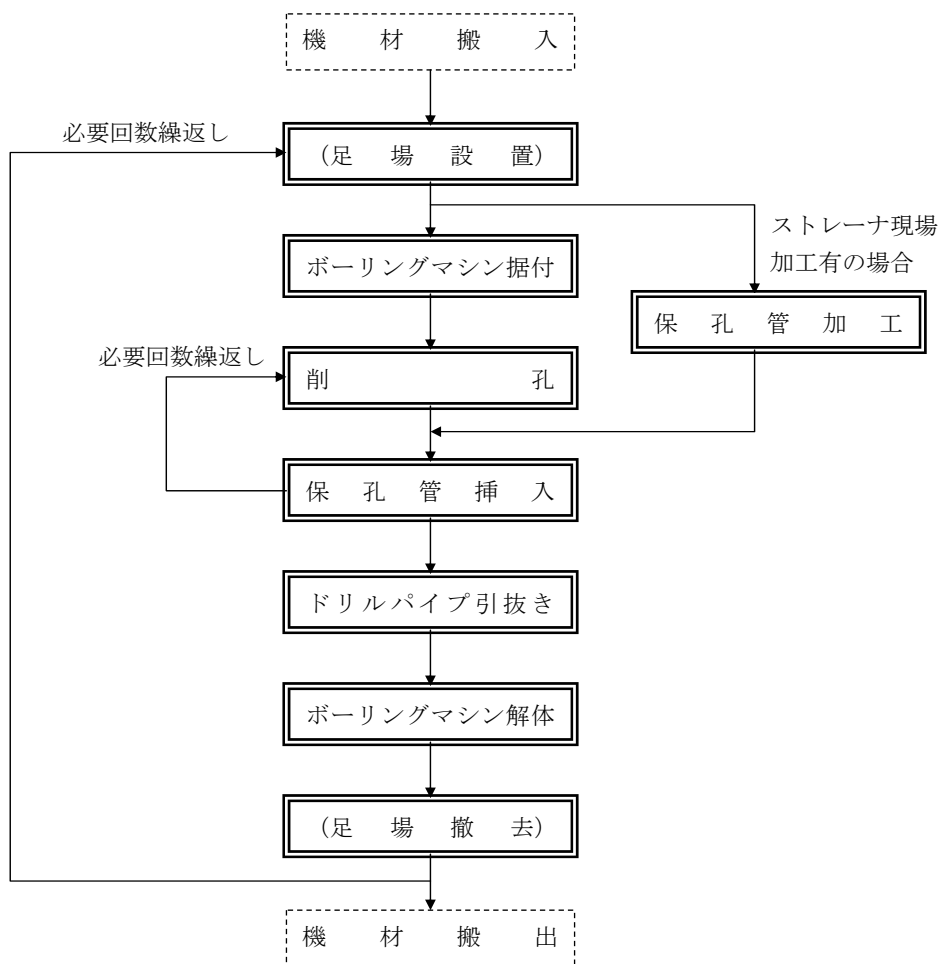 機材搬入
必要回数繰返し
(足場設置)
ストレーナ現場
加工有の場合
ボーリングマシン据付
保孔管加工
必要回数繰返し
削孔
保孔管挿入
ドリルパイプ引抜き
ボーリングマシン解体
(足場撤去)
機材搬出